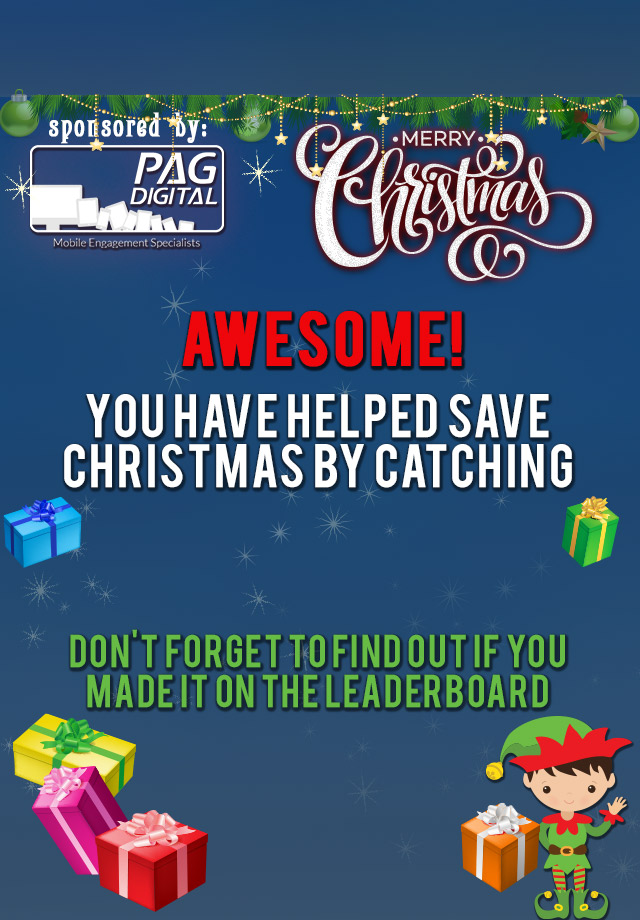 sponsored by:
PAG
DIGITAL
Mobile Engagement Specialists
•MERRY•
Christmas
AWESOME!
YOU HAVE HELPED SAVE
CHRISTMAS BY CATCHING
DON'T FORGET TO FIND OUT IF YOU
MADE IT ON THE LEADERBOARD